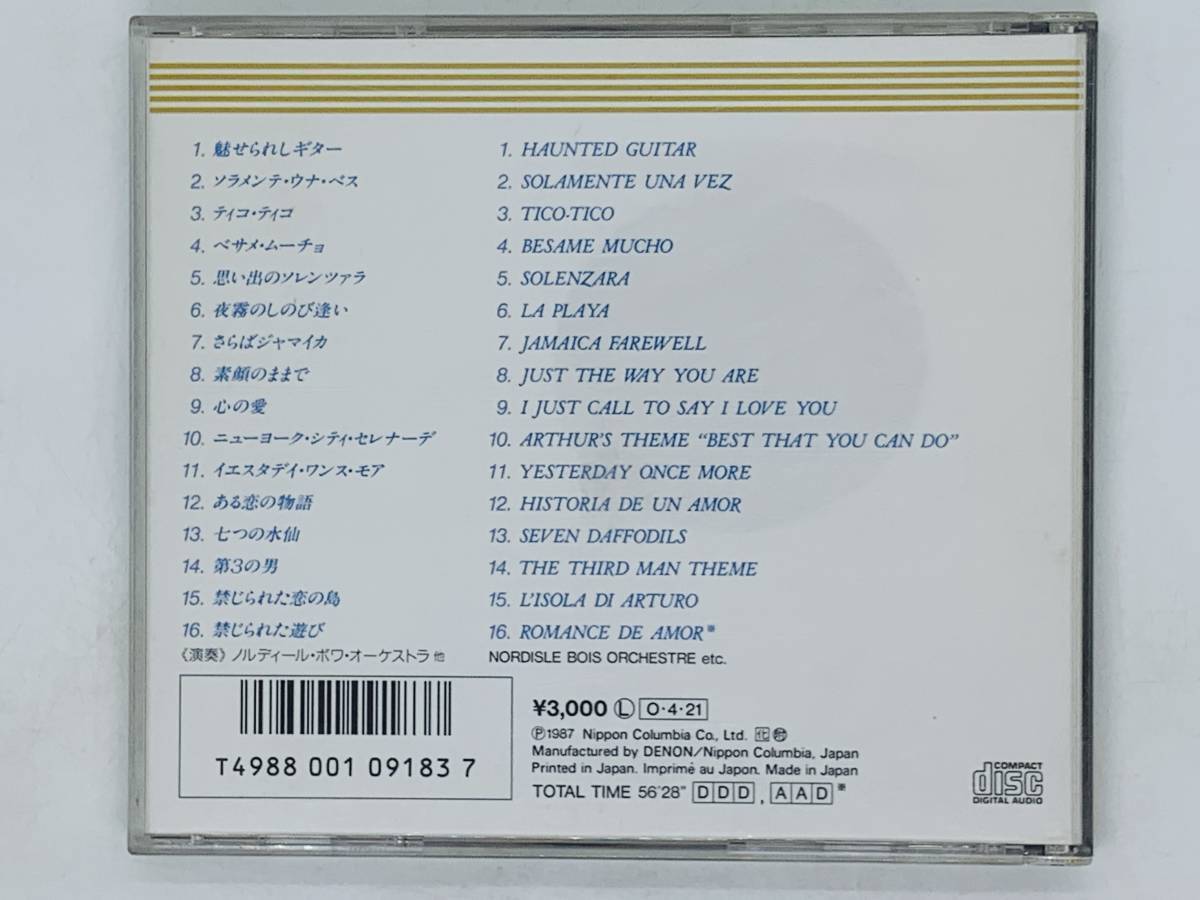 1. 魅せられしギター
2. ソラメンテ・ウナ・ベス
3. ティコ・ティコ
4. ベサメ・ムーチョ
5. 思い出のソレンツァラ
6. 夜霧のしのび逢い
7. さらばジャマイカ
8. 素顔のままで
9. 心の愛
10. ニューヨーク・シティ・セレナーデ
11. イエスタデイ・ワンス・モア
12. ある恋の物語
13. 七つの水仙
14. 第3の男
15. 禁じられた恋の島
16. 禁じられた遊び
《演奏》ノルディール・ボワ・オーケストラ 他
1. HAUNTED GUITAR
2. SOLAMENTE UNA VEZ
3. TICO-TICO
4. BESAME MUCHO
5. SOLENZARA
6. LA PLAYA
7. JAMAICA FAREWELL
8. JUST THE WAY YOU ARE
9. I JUST CALL TO SAY I LOVE YOU
10. ARTHUR'S THEME “BEST THAT YOU CAN DO”
11. YESTERDAY ONCE MORE
12. HISTORIA DE UN AMOR
13. SEVEN DAFFODILS
14. THE THIRD MAN THEME
15. L'ISOLA DI ARTURO
16. ROMANCE DE AMOR※
NORDISLE BOIS ORCHESTRE etc.
T4988 001 09183 7
¥3,000 Ⓛ O・4・21
Ⓟ1987 Nippon Columbia Co., Ltd.
Manufactured by DENON/Nippon Columbia, Japan
Printed in Japan. Imprimé au Japon. Made in Japan
TOTAL TIME 56'28" DDD, AAD※
COMPACT
disc
DIGITAL AUDIO